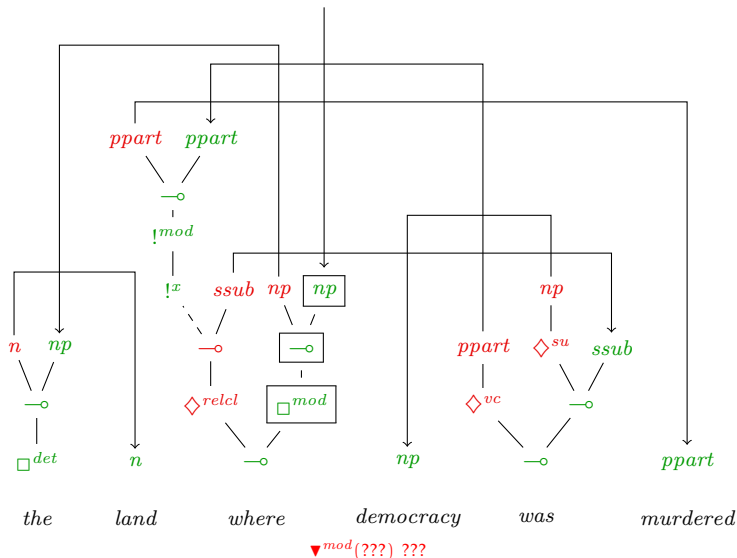 ppart ppart
⊸
!mod
!x ssub np np np
n np ⊸ ⊸ ppart ◇su ssub
⊸ ◇relcl □mod ◇vc ⊸
□det n ⊸ np ⊸ ppart
the land where democracy was murdered
▼mod(???) ???